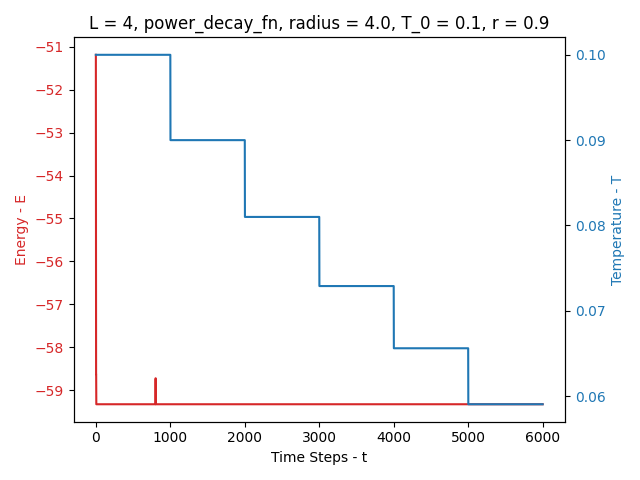 L = 4, power_decay_fn, radius = 4.0, T_0 = 0.1, r = 0.9
−51
−52
−53
−54
−55
−56
−57
−58
−59
Energy - E
0.10
0.09
0.08
0.07
0.06
Temperature - T
0 1000 2000 3000 4000 5000 6000
Time Steps - t